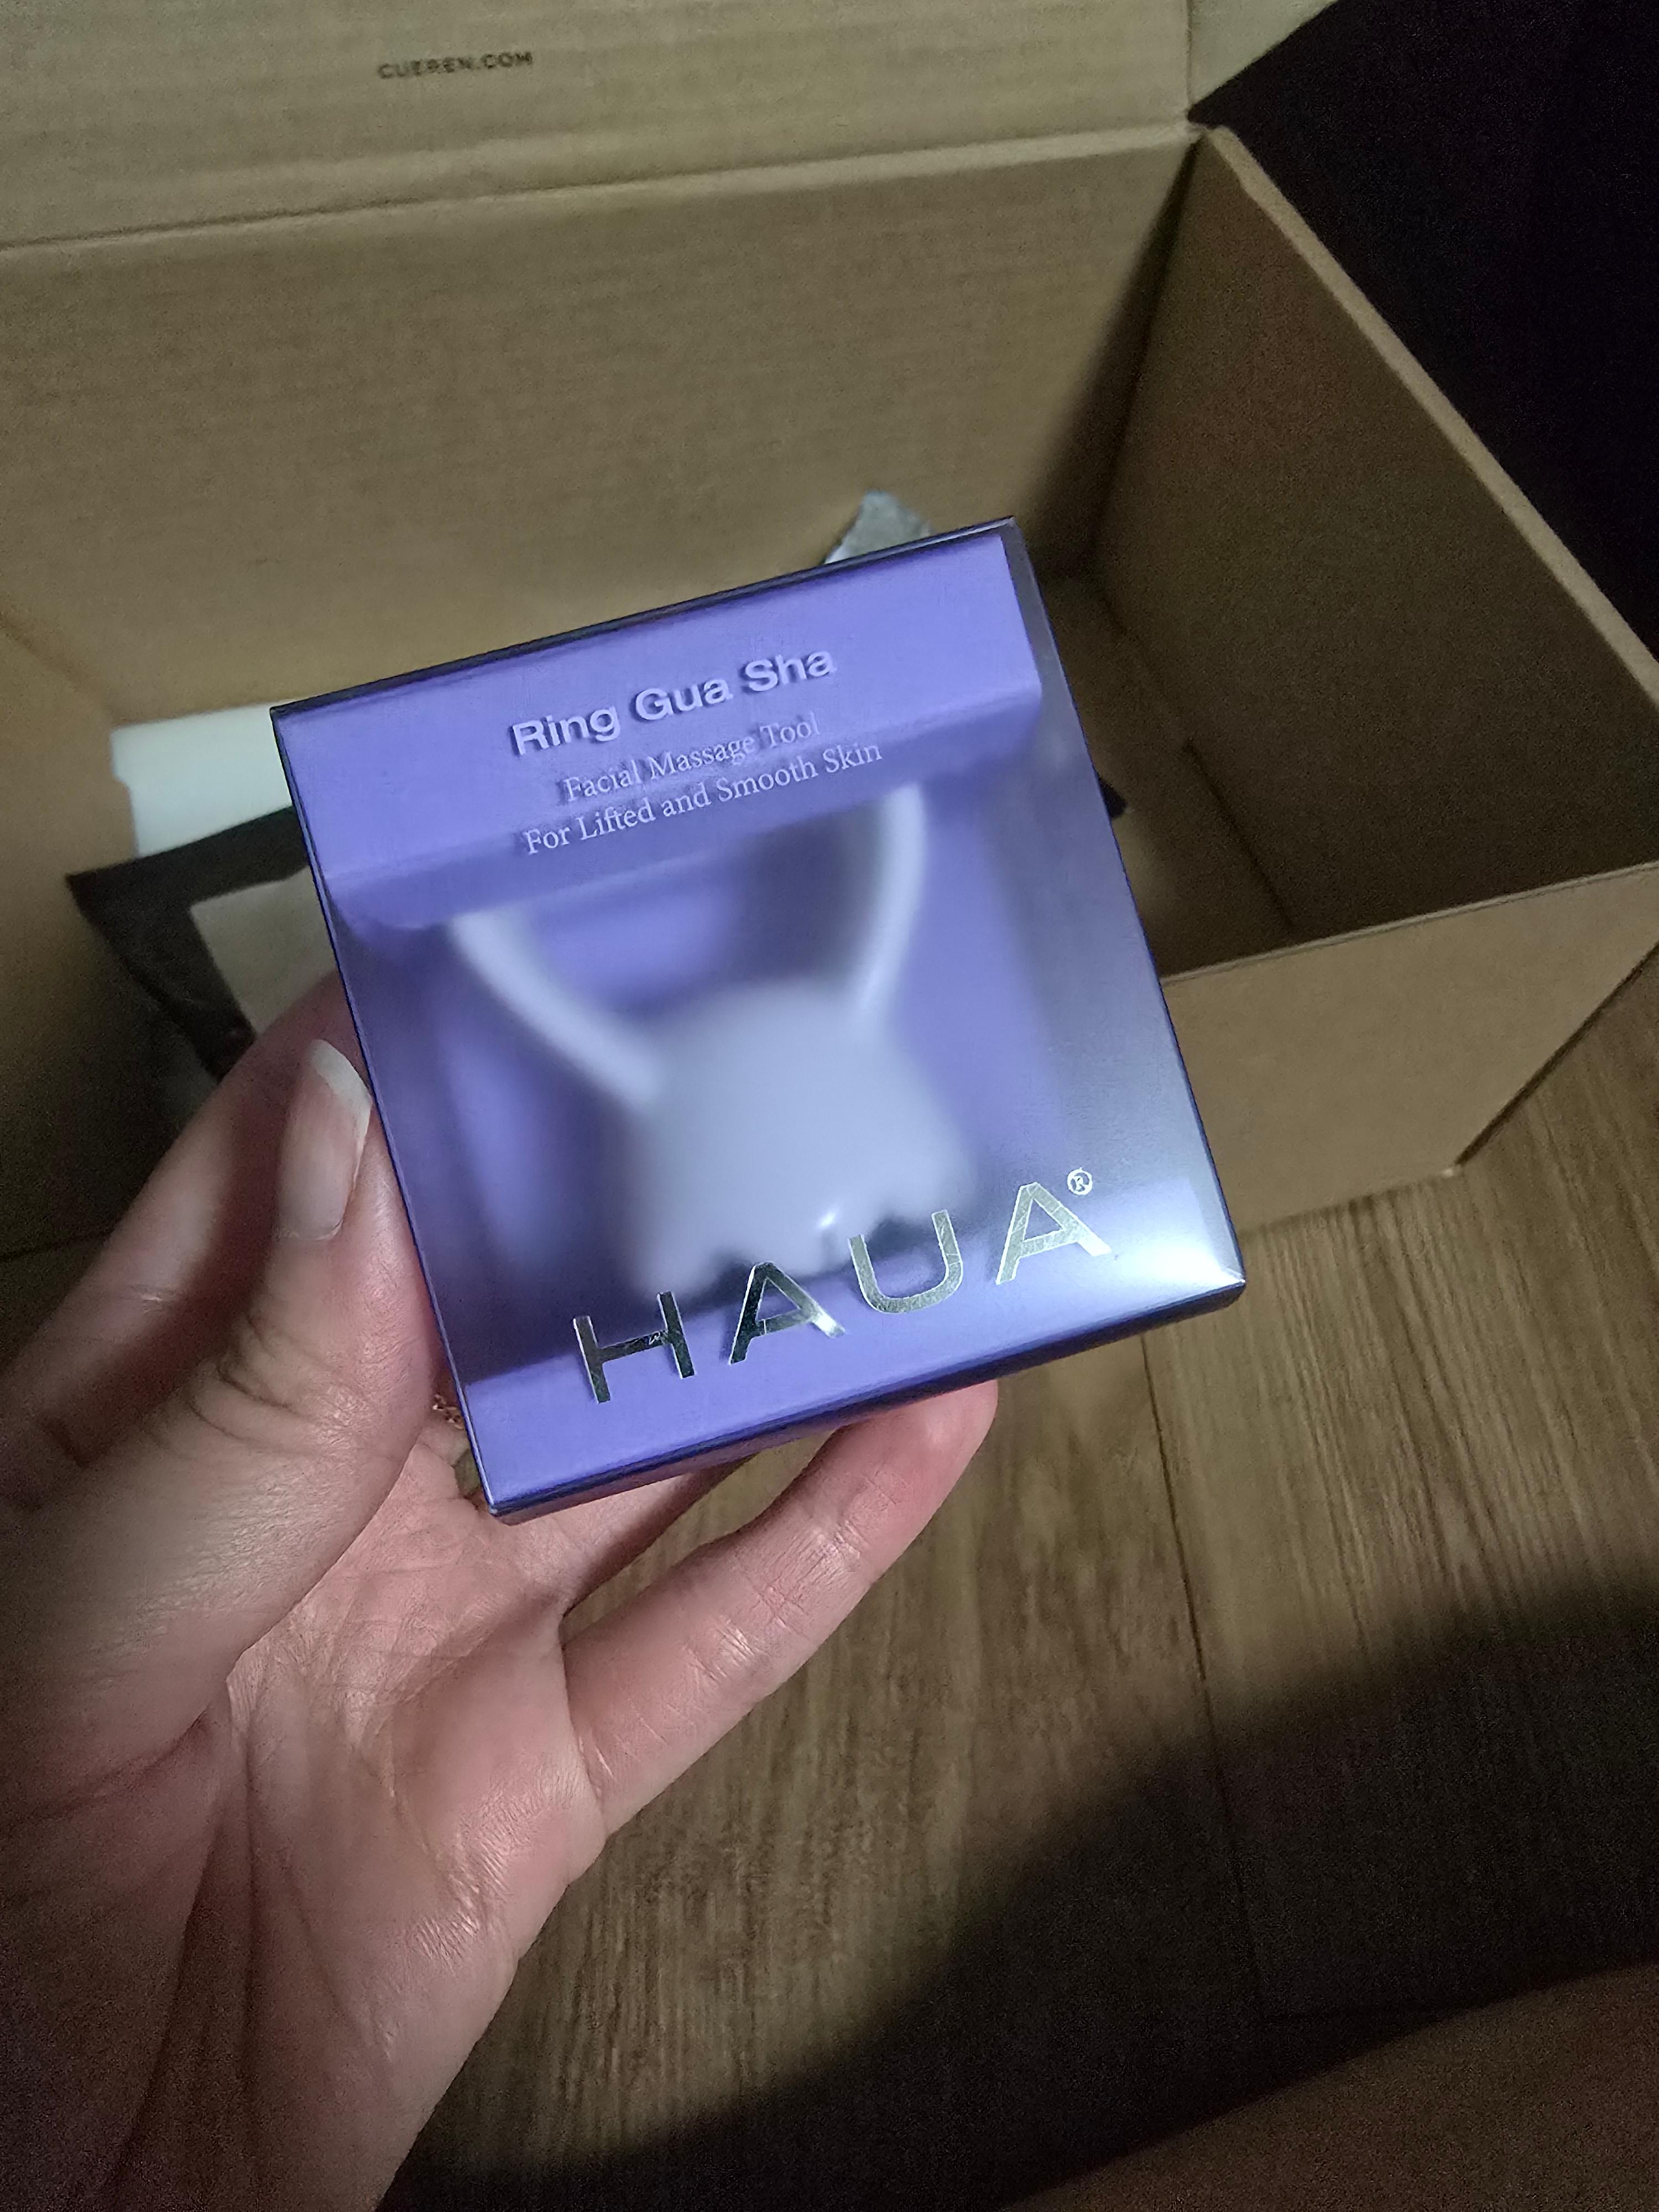 CUEREN.COM
Ring Gua Sha
Facial Massage Tool
For Lifted and Smooth Skin
HAUA®